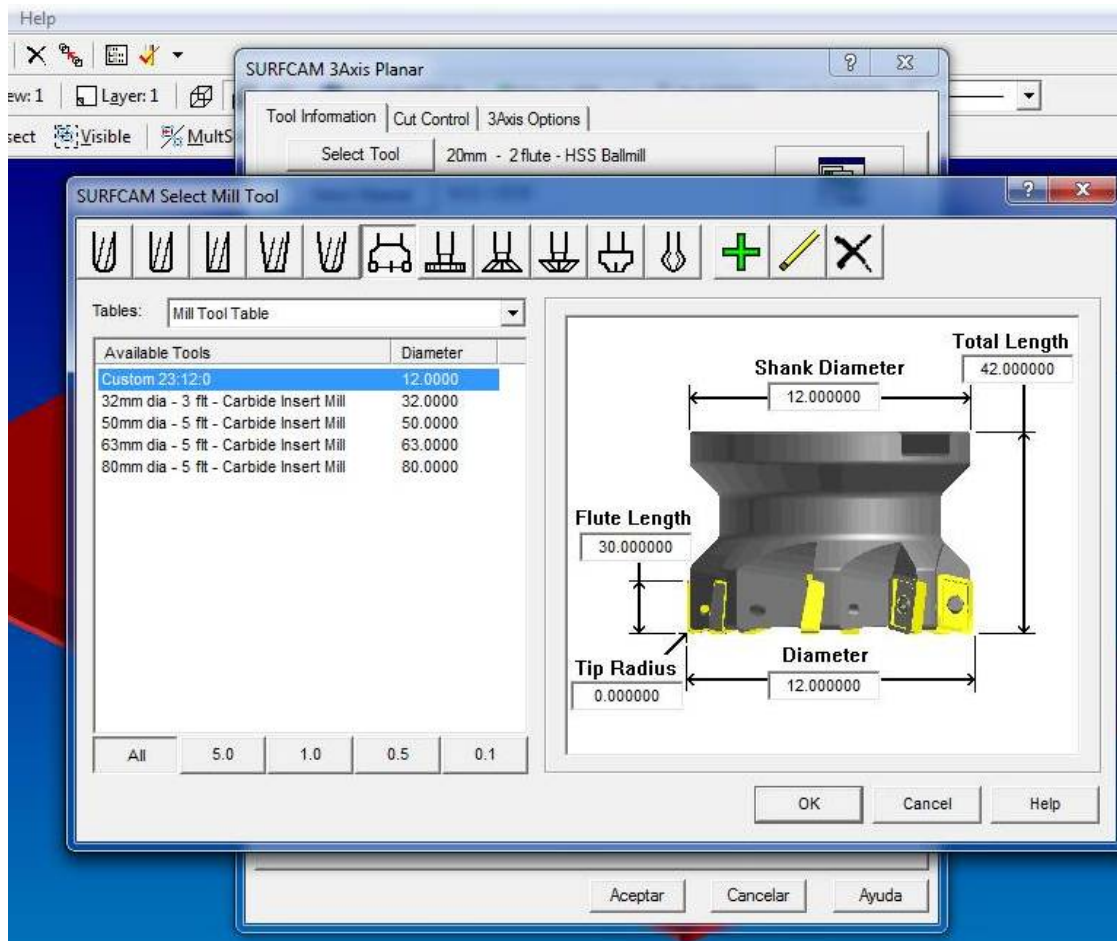 Help
ew: 1 Layer: 1
sect Visible MultS
SURFCAM 3Axis Planar
Tool Information Cut Control 3Axis Options
Select Tool 20mm - 2 flute - HSS Ballmill
SURFCAM Select Mill Tool
Tables: Mill Tool Table
Available Tools Diameter
Custom 23:12:0 12.0000
32mm dia - 3 flt - Carbide Insert Mill 32.0000
50mm dia - 5 flt - Carbide Insert Mill 50.0000
63mm dia - 5 flt - Carbide Insert Mill 63.0000
80mm dia - 5 flt - Carbide Insert Mill 80.0000
All 5.0 1.0 0.5 0.1
Total Length
42.000000
Shank Diameter
12.000000
Flute Length
30.000000
Tip Radius
0.000000
Diameter
12.000000
OK Cancel Help
Aceptar Cancelar Ayuda